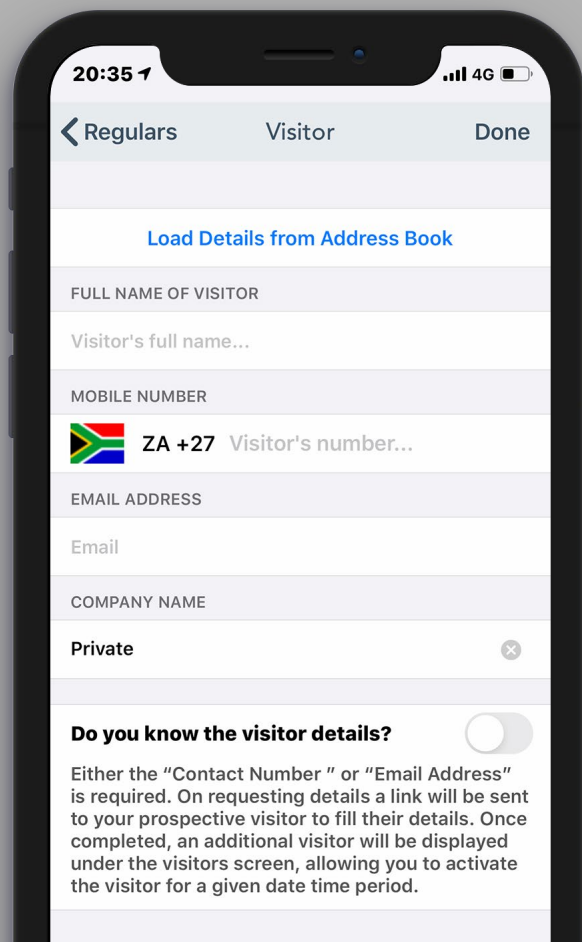 20:35 4G
Regulars Visitor Done
Load Details from Address Book
FULL NAME OF VISITOR
Visitor's full name...
MOBILE NUMBER
ZA +27 Visitor's number...
EMAIL ADDRESS
Email
COMPANY NAME
Private
Do you know the visitor details?
Either the “Contact Number ” or “Email Address”
is required. On requesting details a link will be sent
to your prospective visitor to fill their details. Once
completed, an additional visitor will be displayed
under the visitors screen, allowing you to activate
the visitor for a given date time period.